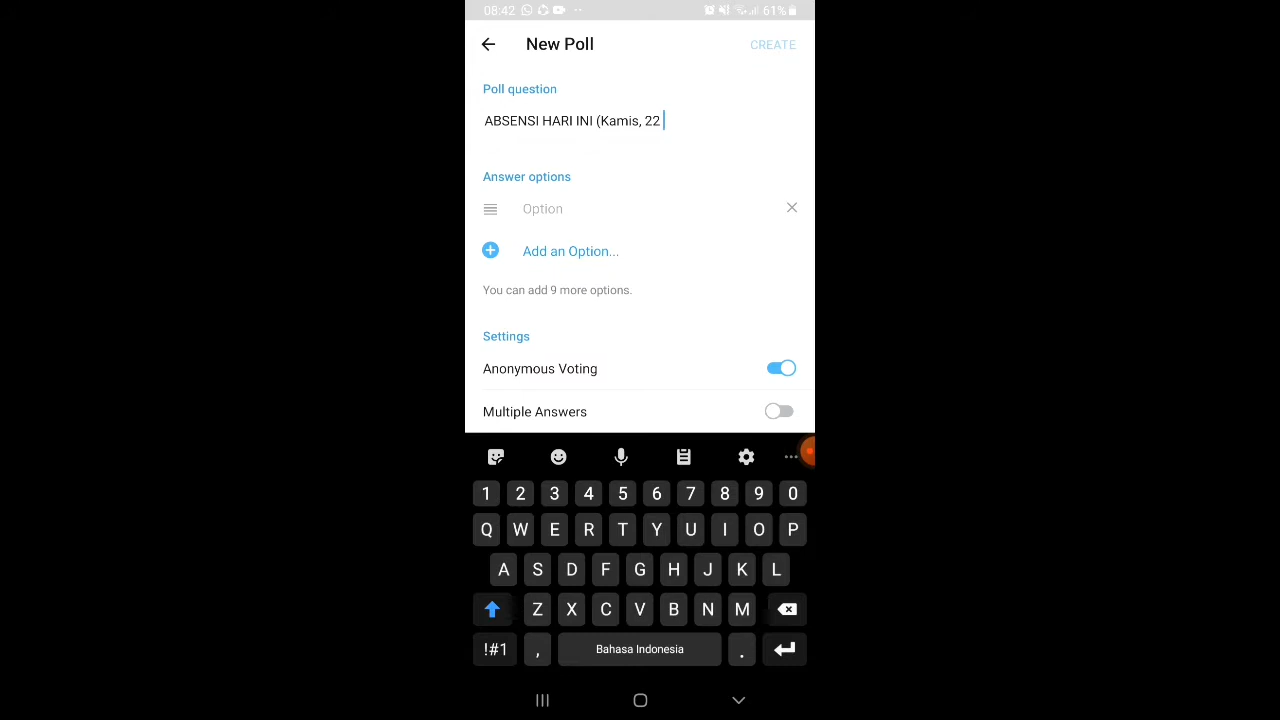 08:42 61%
New Poll CREATE
Poll question
ABSENSI HARI INI (Kamis, 22
Answer options
Option
Add an Option...
You can add 9 more options.
Settings
Anonymous Voting
Multiple Answers
1 2 3 4 5 6 7 8 9 0
Q W E R T Y U I O P
A S D F G H J K L
Z X C V B N M
!#1 , Bahasa Indonesia .